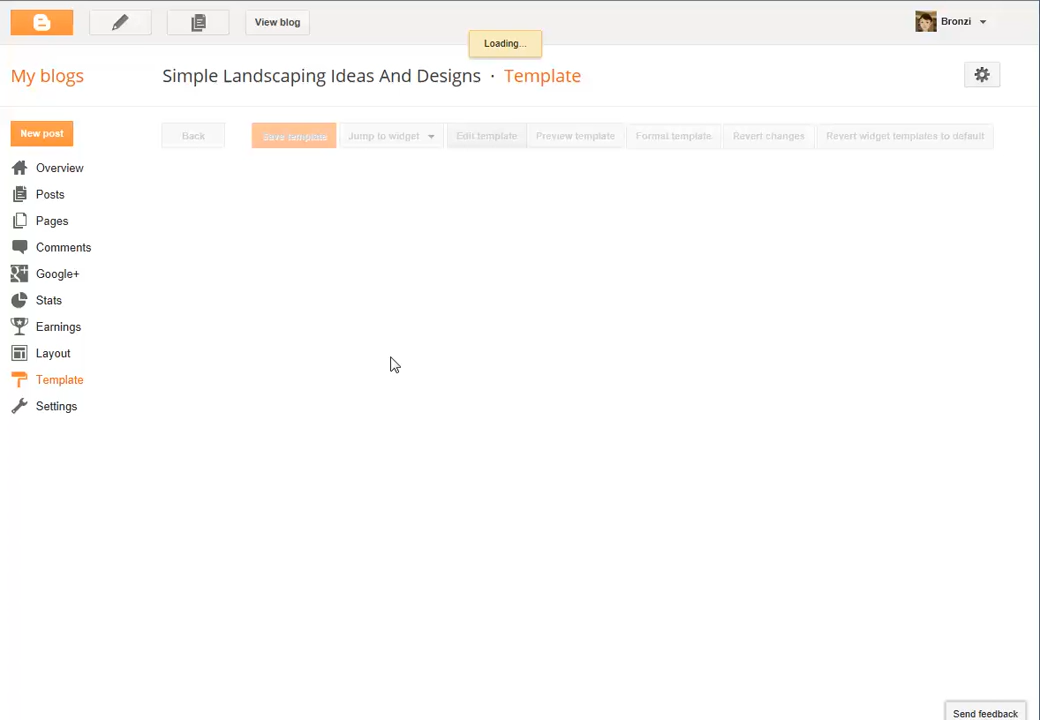 View blog
Bronzi
Loading...
My blogs
Simple Landscaping Ideas And Designs · Template
New post
Back
Save template
Jump to widget
Edit template
Preview template
Format template
Revert changes
Revert widget templates to default
Overview
Posts
Pages
Comments
Google+
Stats
Earnings
Layout
Template
Settings
Send feedback